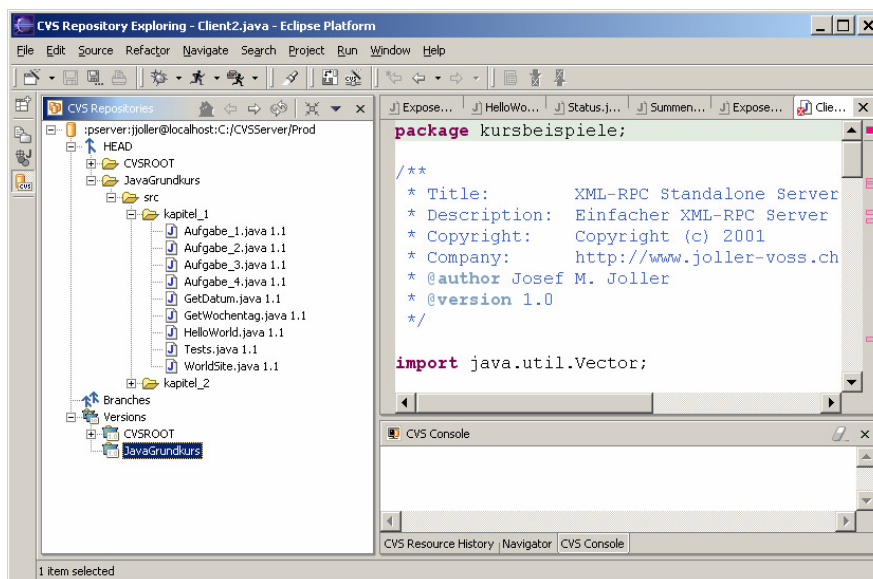 CVS Repository Exploring - Client2.java - Eclipse Platform
File Edit Source Refactor Navigate Search Project Run Window Help
CVS Repositories
:pserver:jjoller@localhost:C:/CVSServer/Prod
HEAD
CVSROOT
JavaGrundkurs
src
kapitel_1
Aufgabe_1.java 1.1
Aufgabe_2.java 1.1
Aufgabe_3.java 1.1
Aufgabe_4.java 1.1
GetDatum.java 1.1
GetWochentag.java 1.1
HelloWorld.java 1.1
Tests.java 1.1
WorldSite.java 1.1
kapitel_2
Branches
Versions
CVSROOT
JavaGrundkurs
Expose... HelloWo... Status.j... Summen... Expose... Clie...
package kursbeispiele;
/**
* Title: XML-RPC Standalone Server
* Description: Einfacher XML-RPC Server
* Copyright: Copyright (c) 2001
* Company: http://www.joller-voss.ch
* @author Josef M. Joller
* @version 1.0
*/
import java.util.Vector;
CVS Console
CVS Resource History Navigator CVS Console
1 item selected